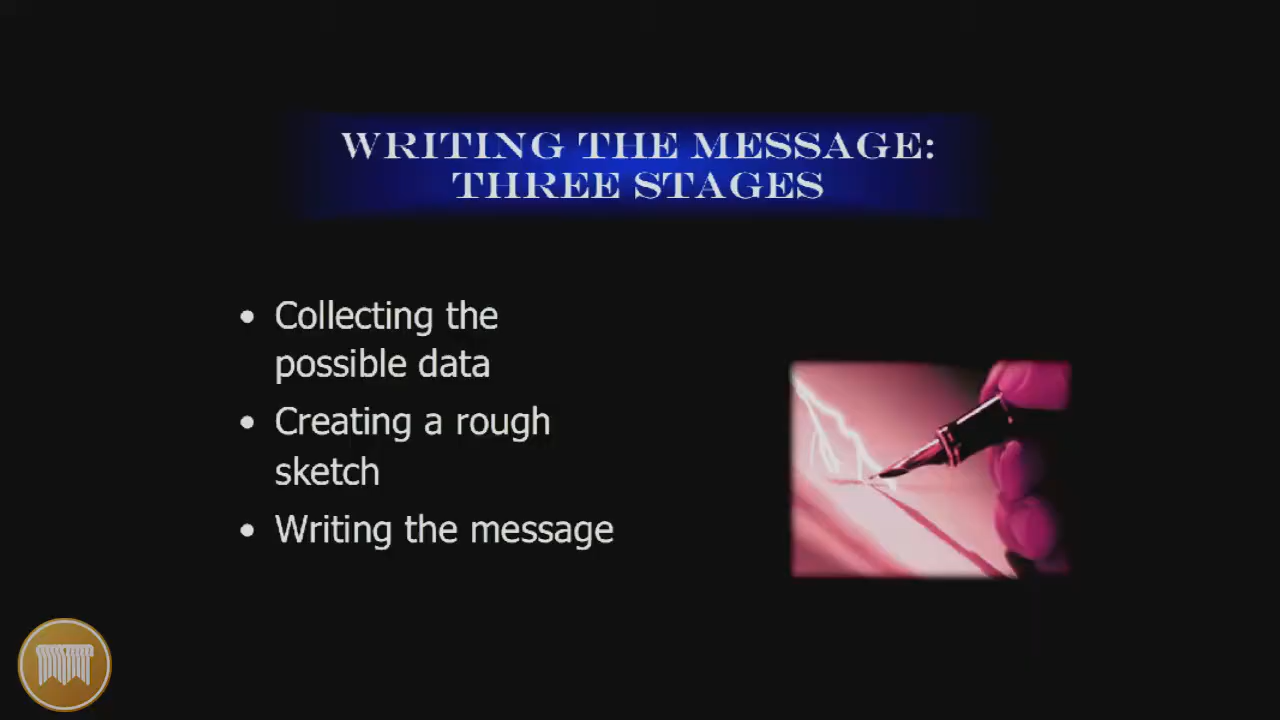 WRITING THE MESSAGE:
THREE STAGES
• Collecting the
possible data
• Creating a rough
sketch
• Writing the message